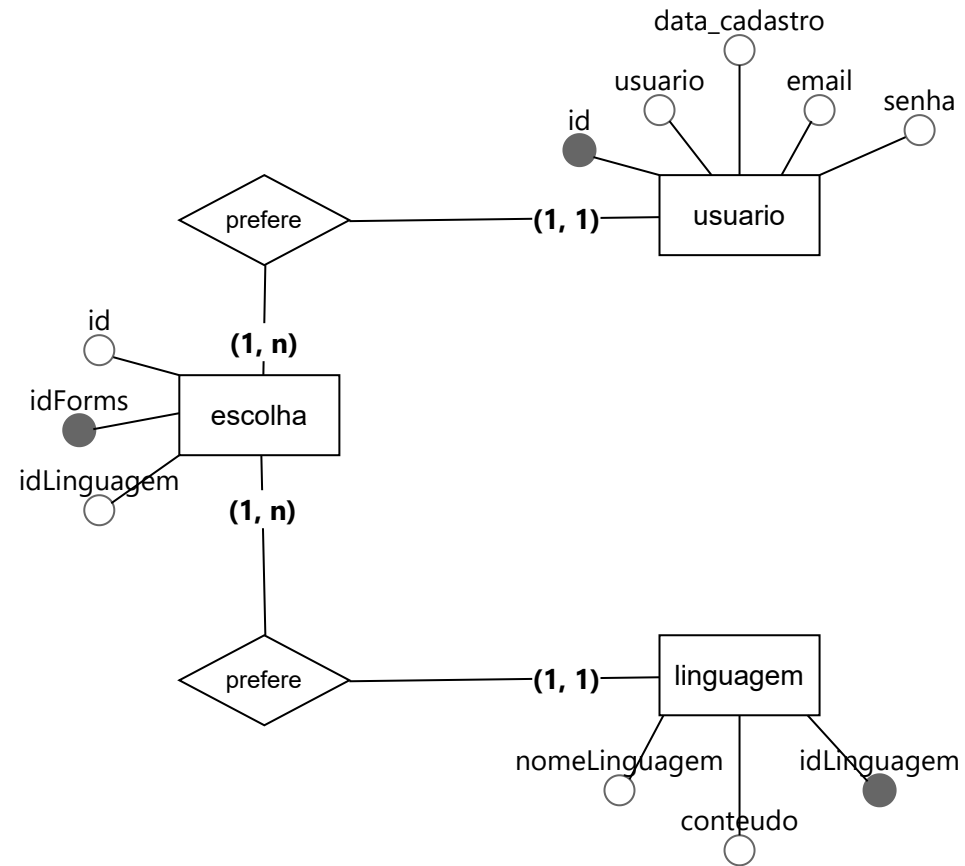 data_cadastro
usuario
email
senha
id
prefere
(1, 1)
usuario
(1, n)
id
idForms
escolha
idLinguagem
(1, n)
prefere
(1, 1)
linguagem
nomeLinguagem
idLinguagem
conteudo